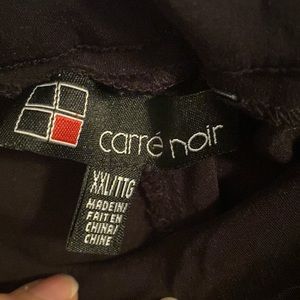 carré noir
XXL/TTG
MADE IN/
FAIT EN
CHINA/
CHINE